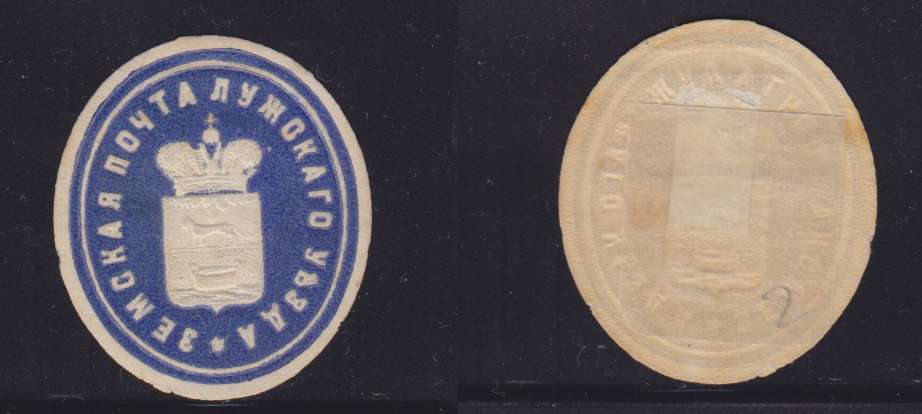 ЗЕМСКАЯ ПОЧТА ЛУЖСКАГО УѢЗДА *